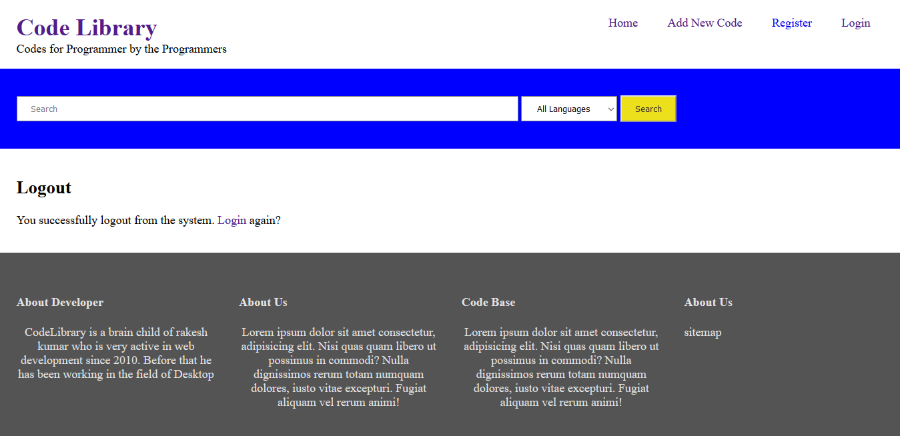 Code Library
Codes for Programmer by the Programmers
Home Add New Code Register Login
Search All Languages Search
Logout
You successfully logout from the system. Login again?
About Developer
CodeLibrary is a brain child of rakesh
kumar who is very active in web
development since 2010. Before that he
has been working in the field of Desktop
About Us
Lorem ipsum dolor sit amet consectetur,
adipisicing elit. Nisi quas quam libero ut
possimus in commodi? Nulla
dignissimos rerum totam numquam
dolores, iusto vitae excepturi. Fugiat
aliquam vel rerum animi!
Code Base
Lorem ipsum dolor sit amet consectetur,
adipisicing elit. Nisi quas quam libero ut
possimus in commodi? Nulla
dignissimos rerum totam numquam
dolores, iusto vitae excepturi. Fugiat
aliquam vel rerum animi!
About Us
sitemap